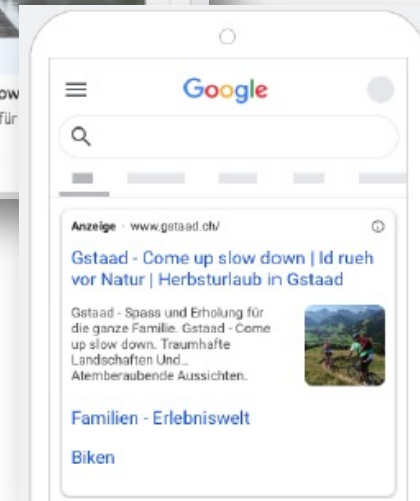 ow
für
Google
Anzeige · www.gstaad.ch/
Gstaad - Come up slow down | Id rueh
vor Natur | Herbsturlaub in Gstaad
Gstaad - Spass und Erholung für
die ganze Familie. Gstaad - Come
up slow down. Traumhafte
Landschaften Und...
Atemberaubende Aussichten.
Familien - Erlebniswelt
Biken